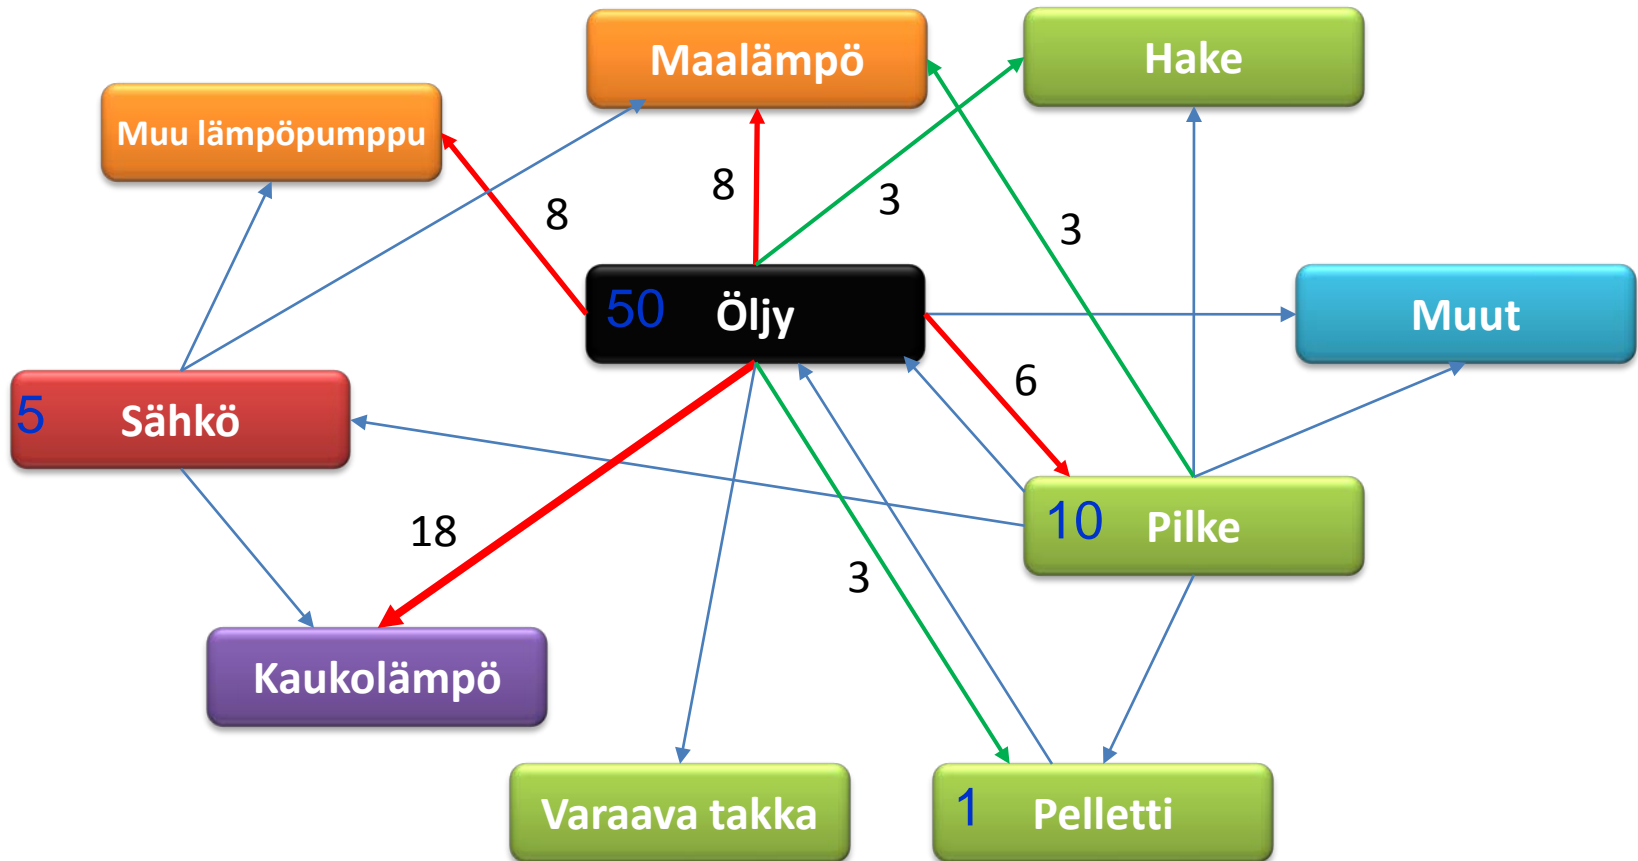 Maalämpö
Hake
Muu lämpöpumppu
8
3
8
3
50 Öljy
Muut
6
5 Sähkö
18
10 Pilke
3
Kaukolämpö
Varaava takka
1 Pelletti